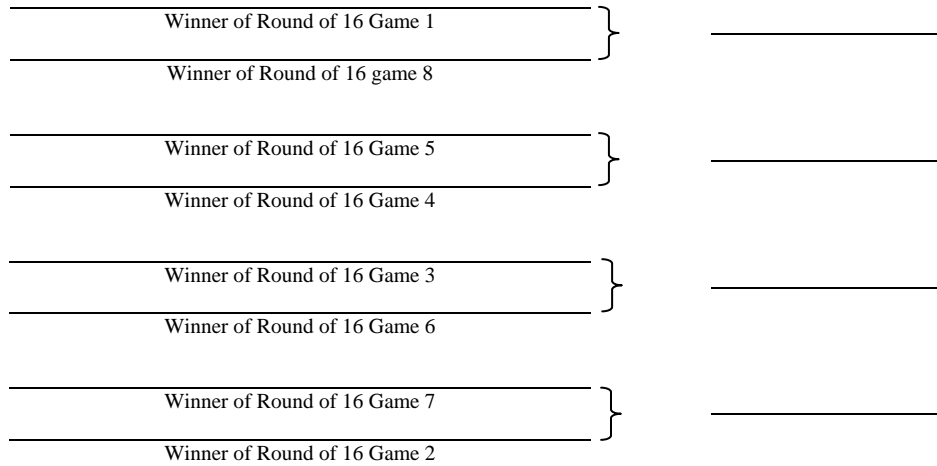 Winner of Round of 16 Game 1
Winner of Round of 16 game 8
Winner of Round of 16 Game 5
Winner of Round of 16 Game 4
Winner of Round of 16 Game 3
Winner of Round of 16 Game 6
Winner of Round of 16 Game 7
Winner of Round of 16 Game 2